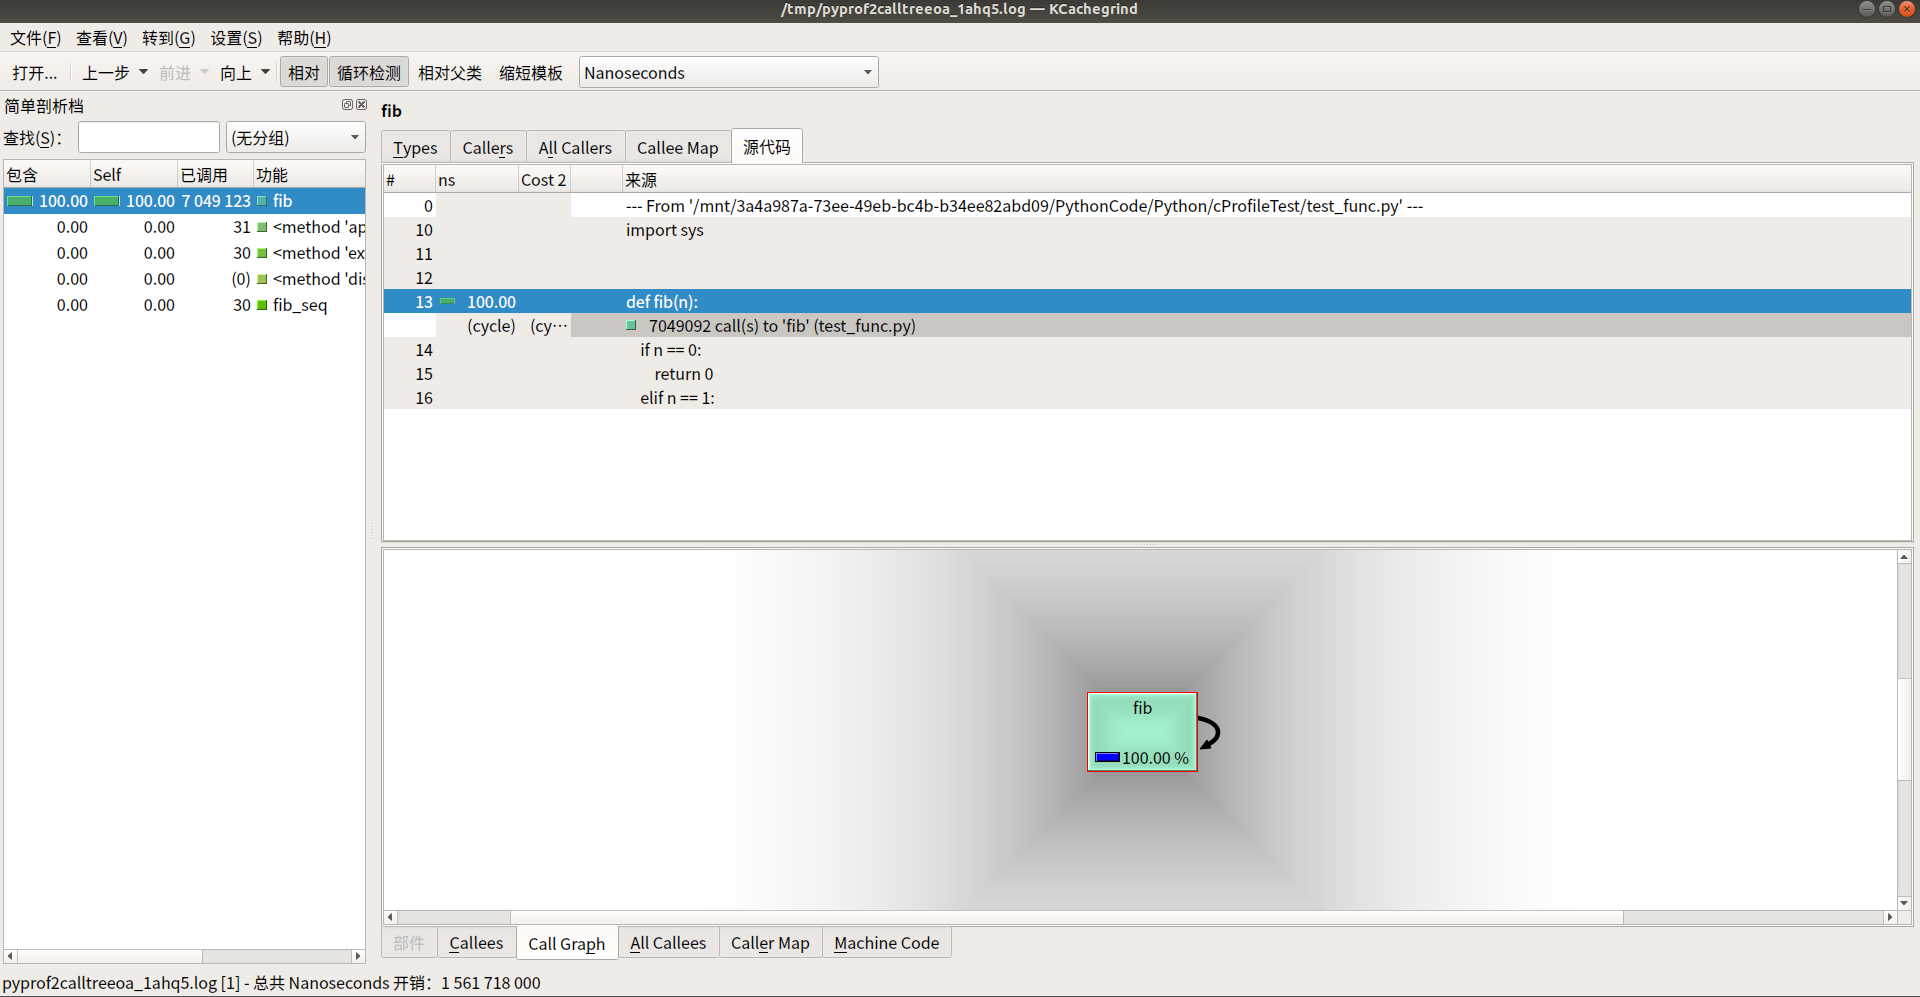 /tmp/pyprof2calltreeoa_1ahq5.log — KCachegrind
文件(F) 查看(V) 转到(G) 设置(S) 帮助(H)
打开... 上一步 前进 向上 相对 循环检测 相对父类 缩短模板 Nanoseconds
简单剖析档
查找(S): (无分组)
包含 Self 已调用 功能
100.00 100.00 7 049 123 fib
0.00 0.00 31 <method 'ap
0.00 0.00 30 <method 'ex
0.00 0.00 (0) <method 'dis
0.00 0.00 30 fib_seq
fib
Types Callers All Callers Callee Map 源代码
# ns Cost 2 来源
0 --- From '/mnt/3a4a987a-73ee-49eb-bc4b-b34ee82abd09/PythonCode/Python/cProfileTest/test_func.py' ---
10 import sys
11
12
13 100.00 def fib(n):
(cycle) (cy⋯ 7049092 call(s) to 'fib' (test_func.py)
14 if n == 0:
15 return 0
16 elif n == 1:
fib
100.00 %
部件 Callees Call Graph All Callees Caller Map Machine Code
pyprof2calltreeoa_1ahq5.log [1] - 总共 Nanoseconds 开销: 1 561 718 000